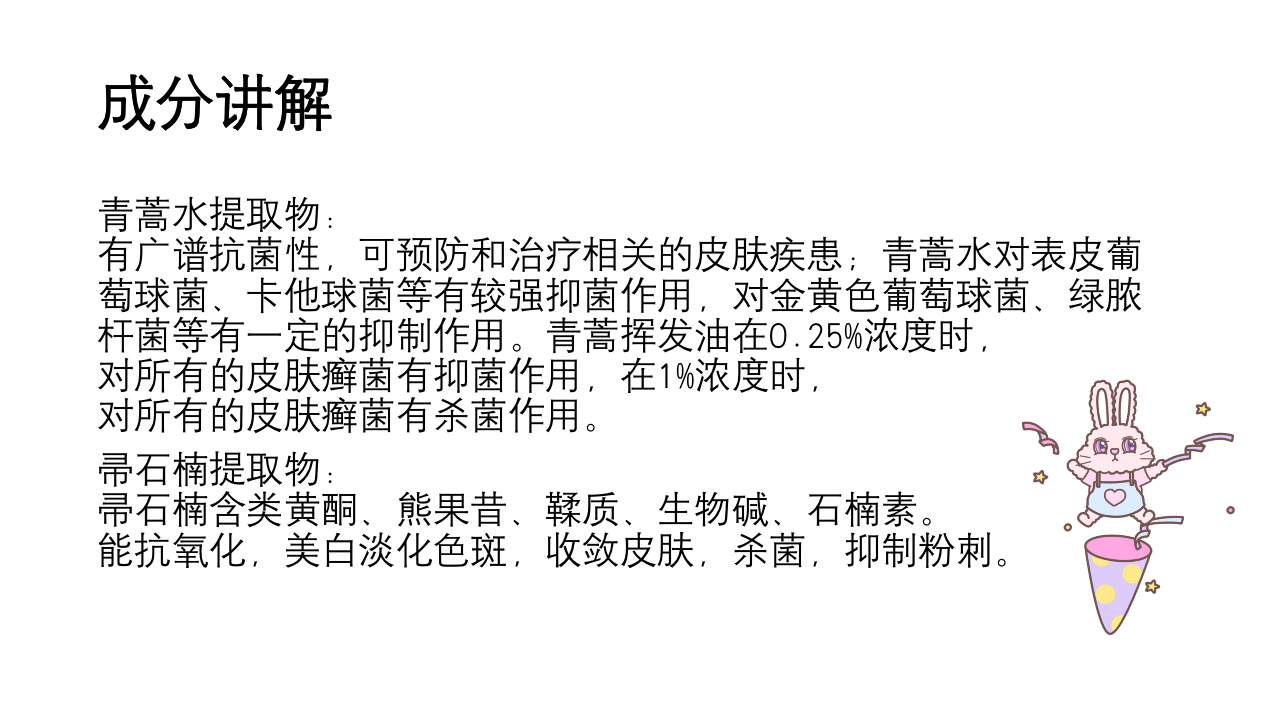 成分讲解
青蒿水提取物：
有广谱抗菌性，可预防和治疗相关的皮肤疾患；青蒿水对表皮葡
萄球菌、卡他球菌等有较强抑菌作用，对金黄色葡萄球菌、绿脓
杆菌等有一定的抑制作用。青蒿挥发油在0.25%浓度时，
对所有的皮肤癣菌有抑菌作用，在1%浓度时，
对所有的皮肤癣菌有杀菌作用。
帚石楠提取物：
帚石楠含类黄酮、熊果昔、鞣质、生物碱、石楠素。
能抗氧化，美白淡化色斑，收敛皮肤，杀菌，抑制粉刺。